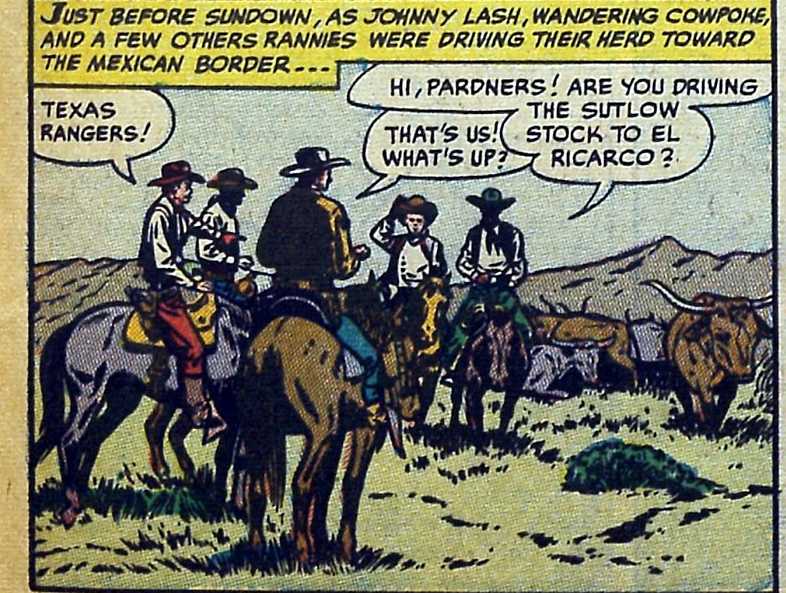 JUST BEFORE SUNDOWN, AS JOHNNY LASH, WANDERING COWPOKE,
AND A FEW OTHERS RANNIES WERE DRIVING THEIR HERD TOWARD
THE MEXICAN BORDER---
TEXAS
RANGERS!
HI, PARDNERS! ARE YOU DRIVING
THE SUTLOW
STOCK TO EL
RICARCO?
THAT'S US!
WHAT'S UP?